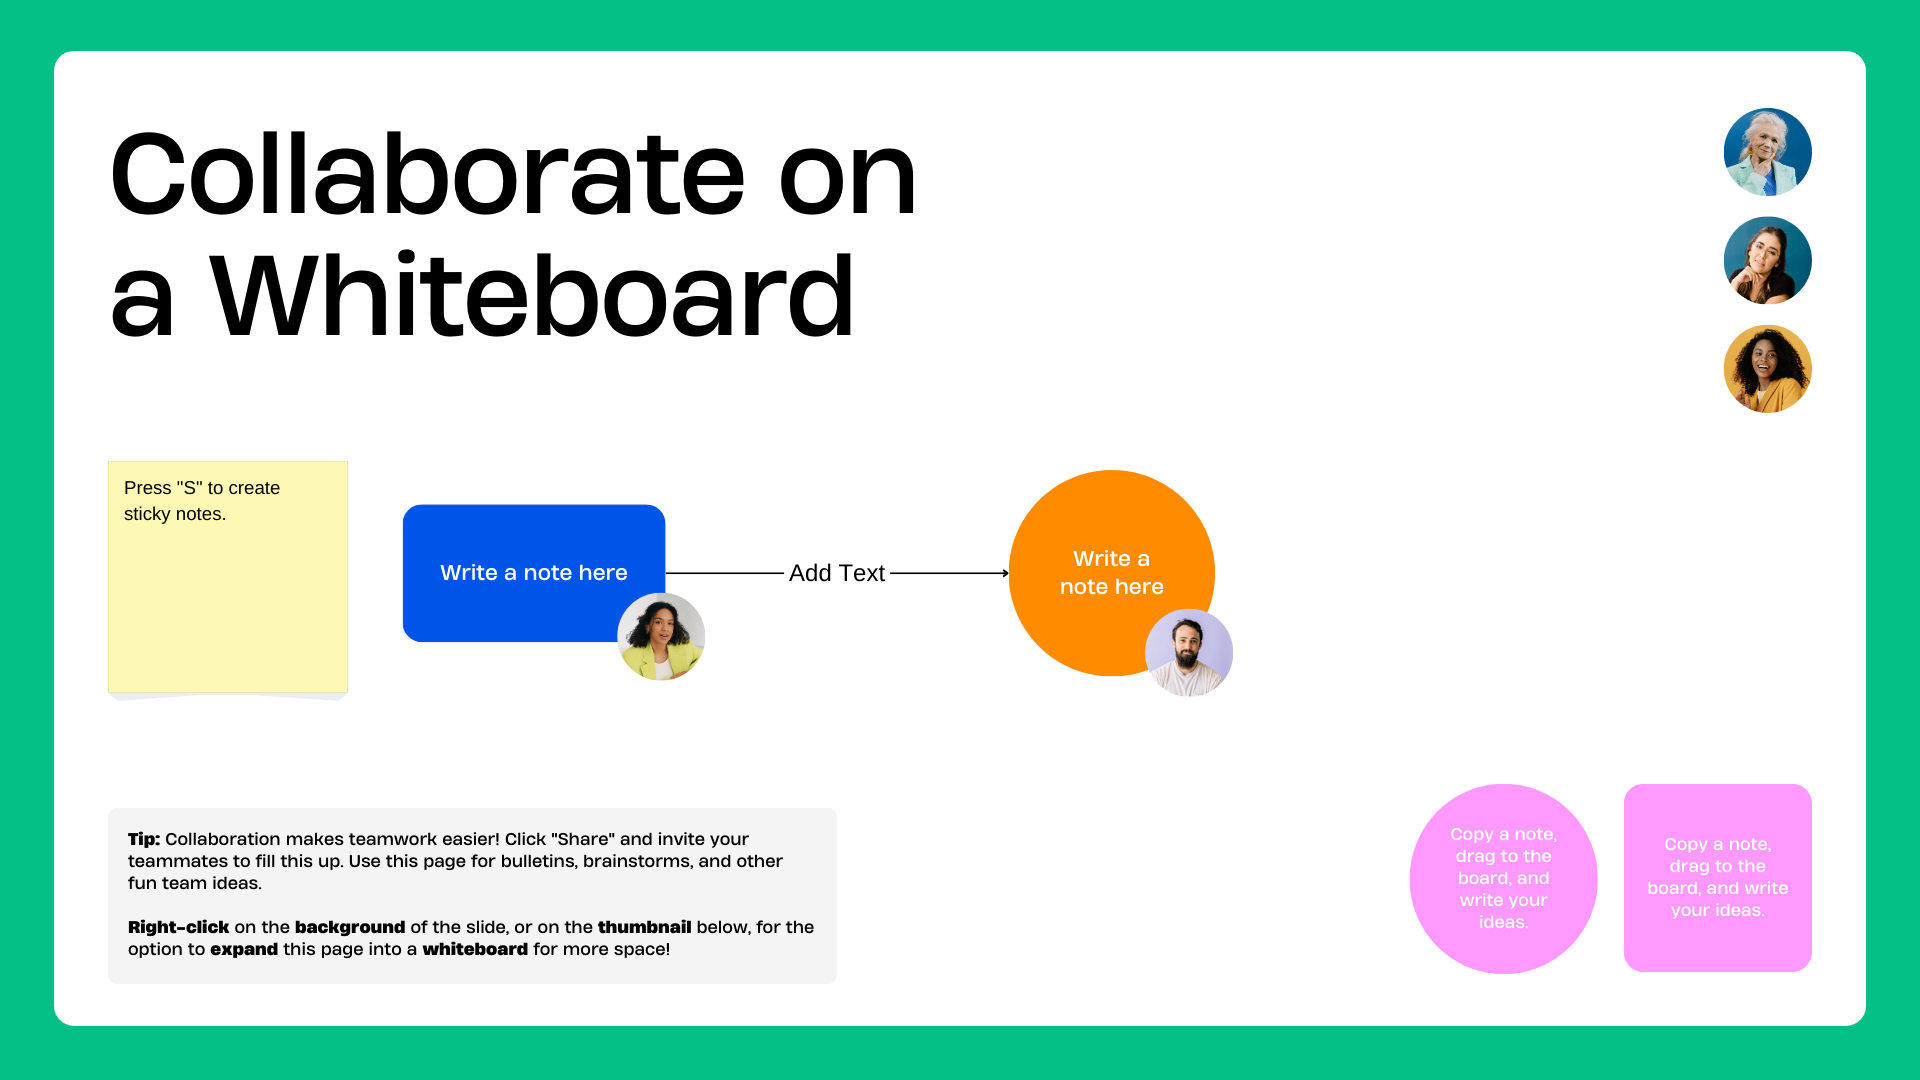 Collaborate on
a Whiteboard
Press "S" to create
sticky notes.
Write a note here
Add Text
Write a
note here
Tip: Collaboration makes teamwork easier! Click "Share" and invite your
teammates to fill this up. Use this page for bulletins, brainstorms, and other
fun team ideas.
Right-click on the background of the slide, or on the thumbnail below, for the
option to expand this page into a whiteboard for more space!
Copy a note,
drag to the
board, and
write your
ideas.
Copy a note,
drag to the
board, and write
your ideas.